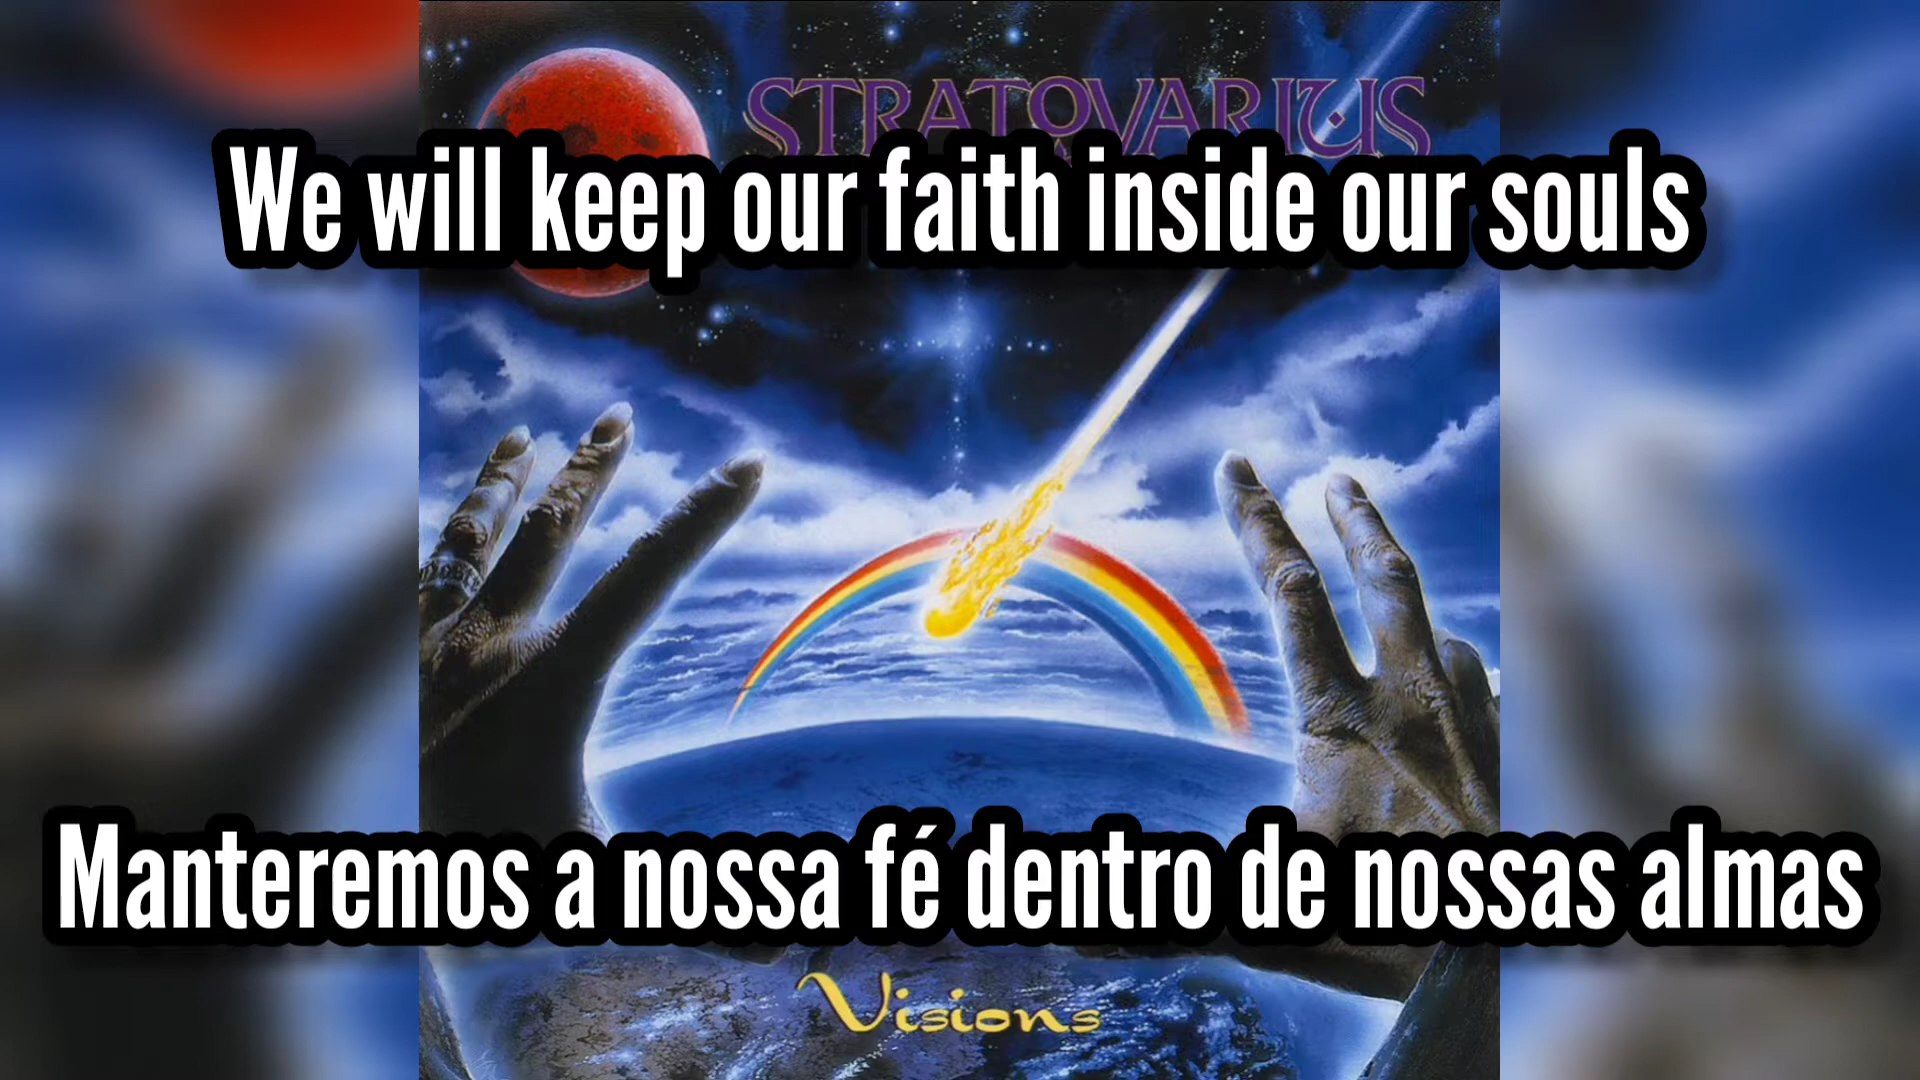 STRATOVARIUS
We will keep our faith inside our souls
Manteremos a nossa fé dentro de nossas almas
Visions